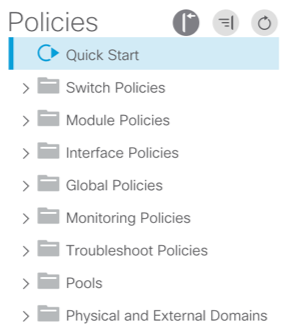 Policies
Quick Start
Switch Policies
Module Policies
Interface Policies
Global Policies
Monitoring Policies
Troubleshoot Policies
Pools
Physical and External Domains